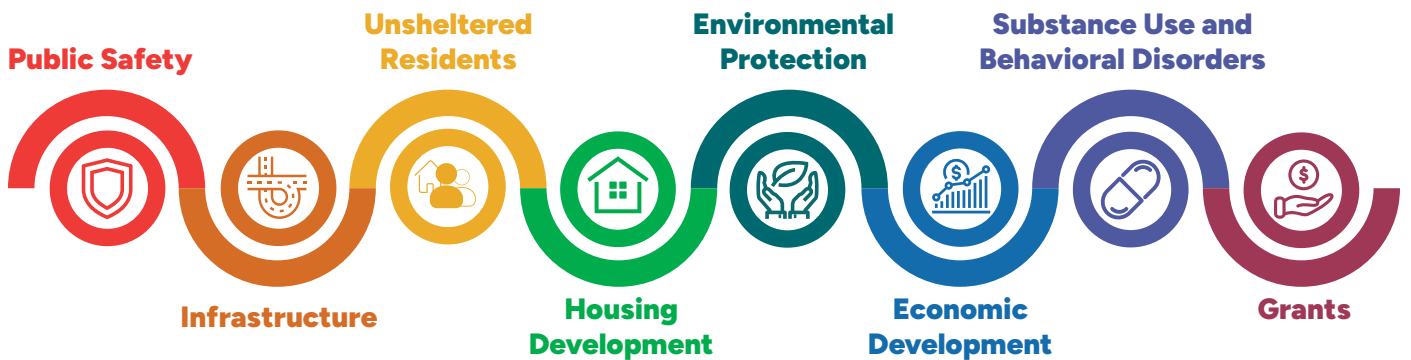 Public Safety
Infrastructure
Unsheltered
Residents
Housing
Development
Environmental
Protection
Economic
Development
Substance Use and
Behavioral Disorders
Grants
$
$